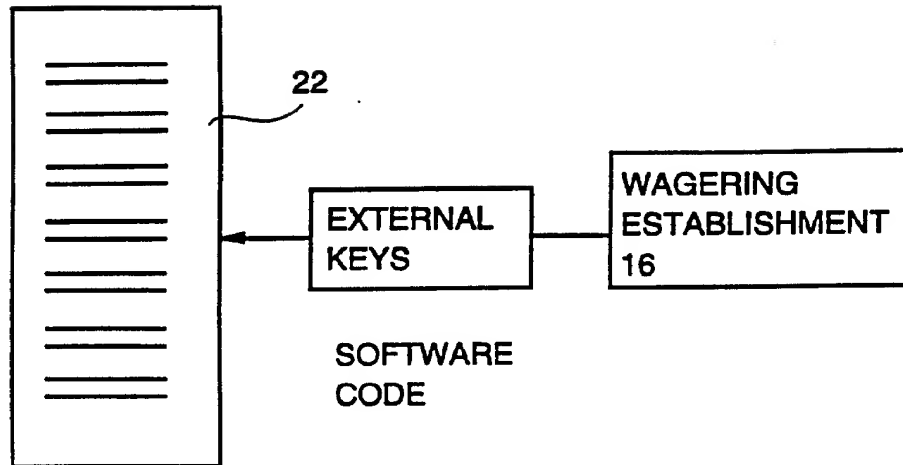 22
EXTERNAL
KEYS
WAGERING
ESTABLISHMENT
16
SOFTWARE
CODE